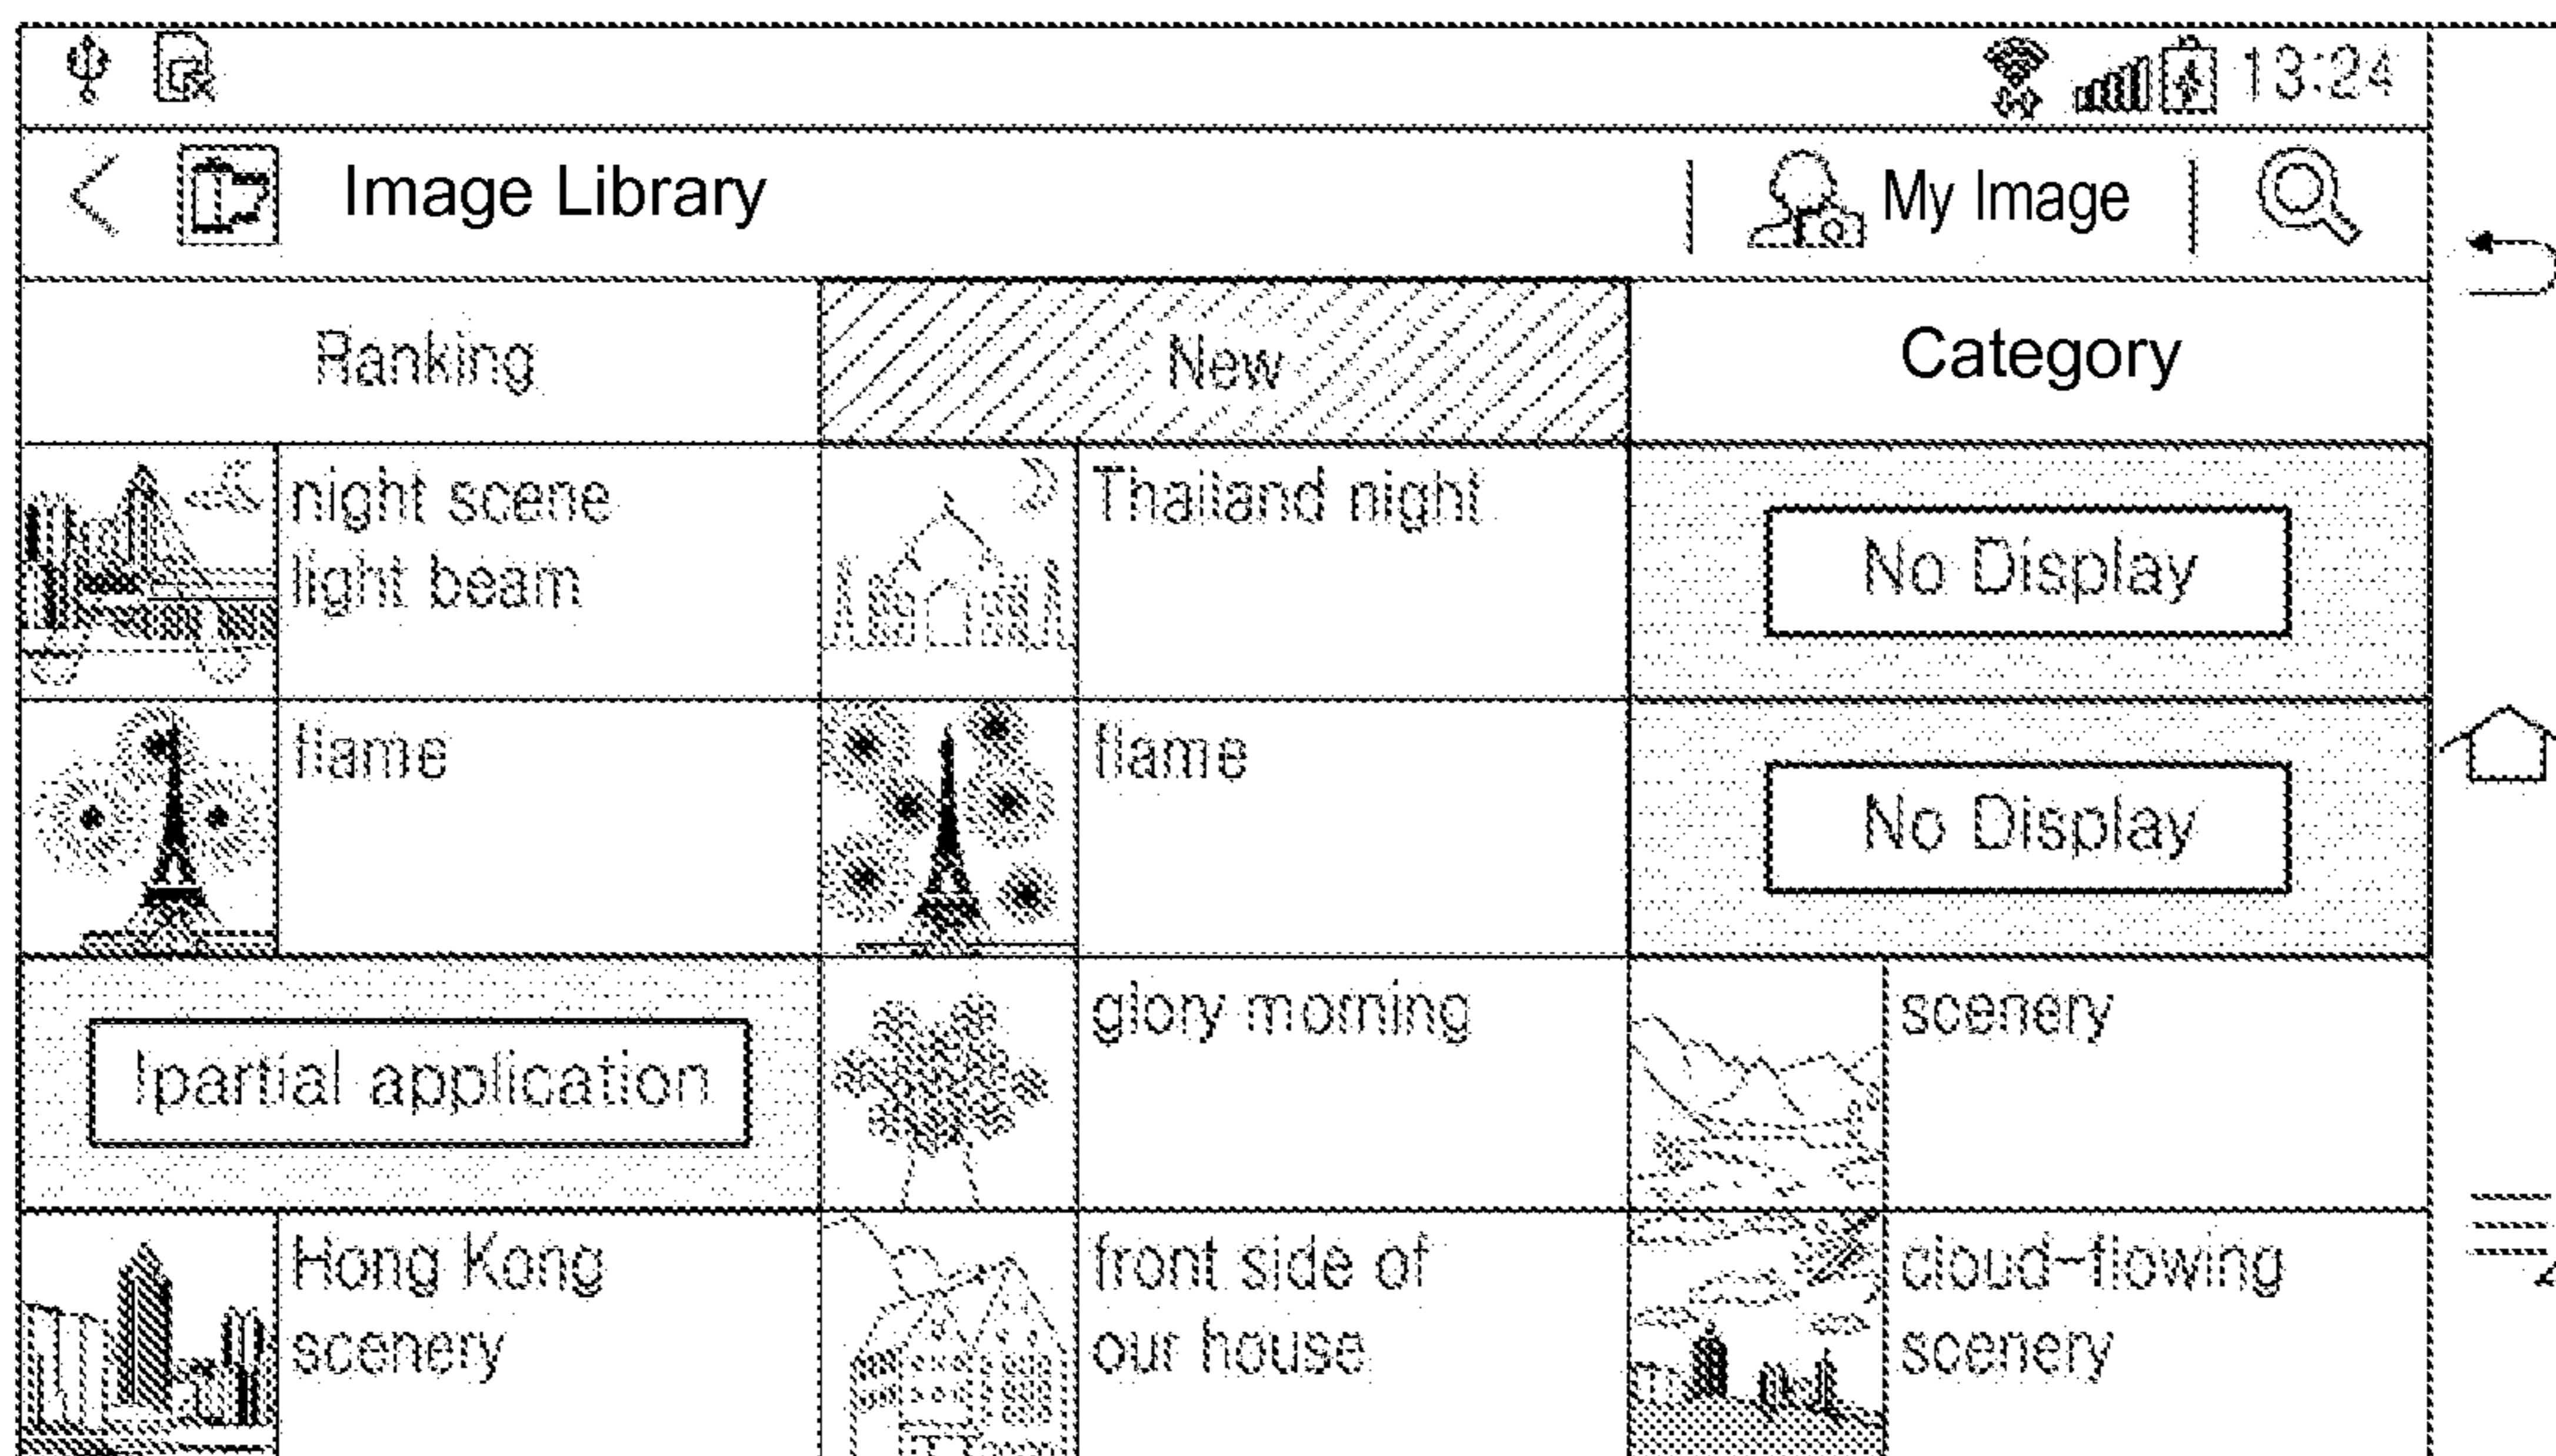 13:24
Image Library
My Image
Ranking
New
Category
night scene
light beam
Thailand night
No Display
flame
flame
No Display
Ipartial application
glory morning
scenery
Hong Kong
scenery
front side of
our house
cloud-flowing
scenery